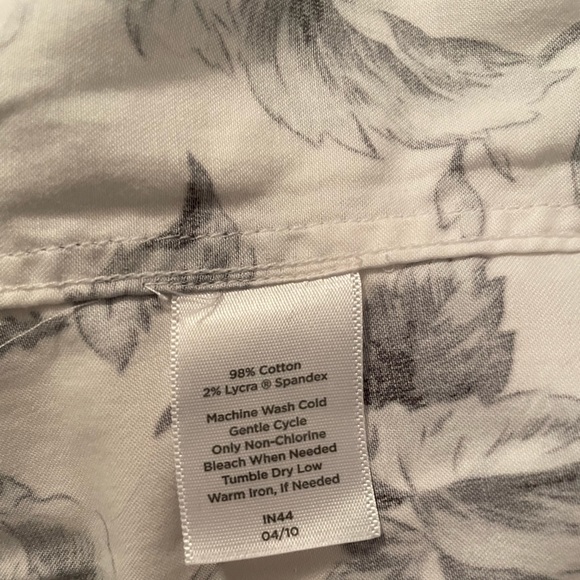 98% Cotton
2% Lycra ® Spandex
Machine Wash Cold
Gentle Cycle
Only Non-Chlorine
Bleach When Needed
Tumble Dry Low
Warm Iron, If Needed
IN44
04/10